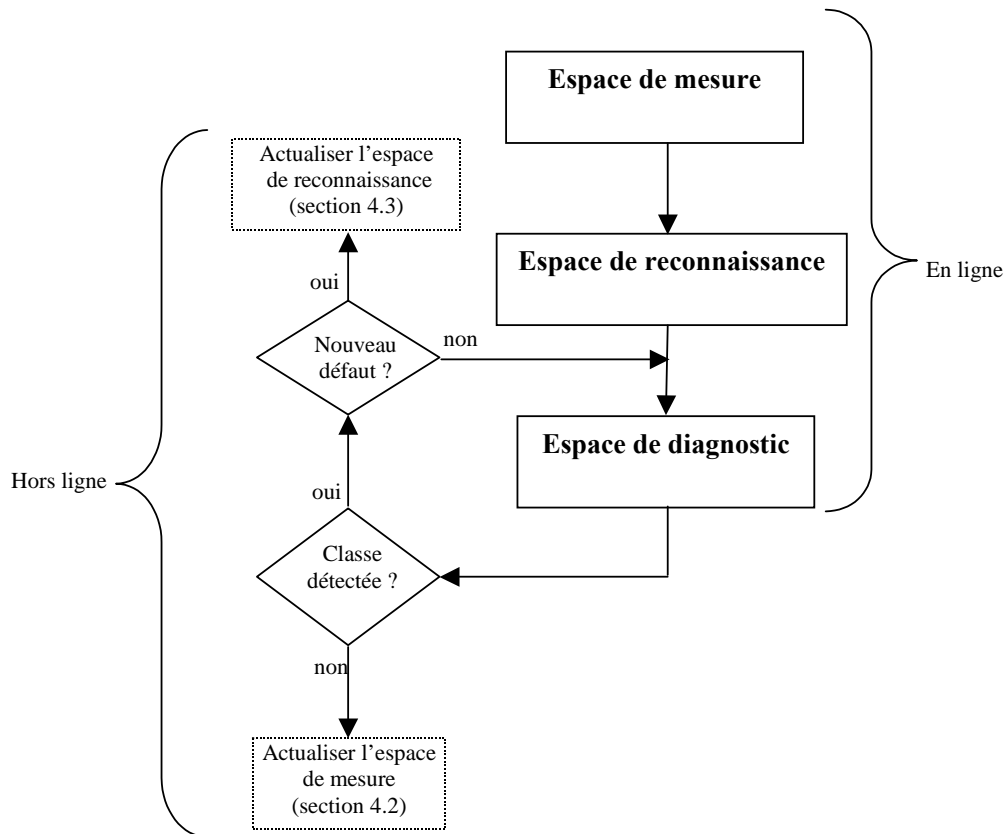 Espace de mesure
Actualiser l’espace
de reconnaissance
(section 4.3)
Espace de reconnaissance
En ligne
oui
non
Nouveau
défaut ?
Espace de diagnostic
Hors ligne
oui
Classe
détectée ?
non
Actualiser l’espace
de mesure
(section 4.2)